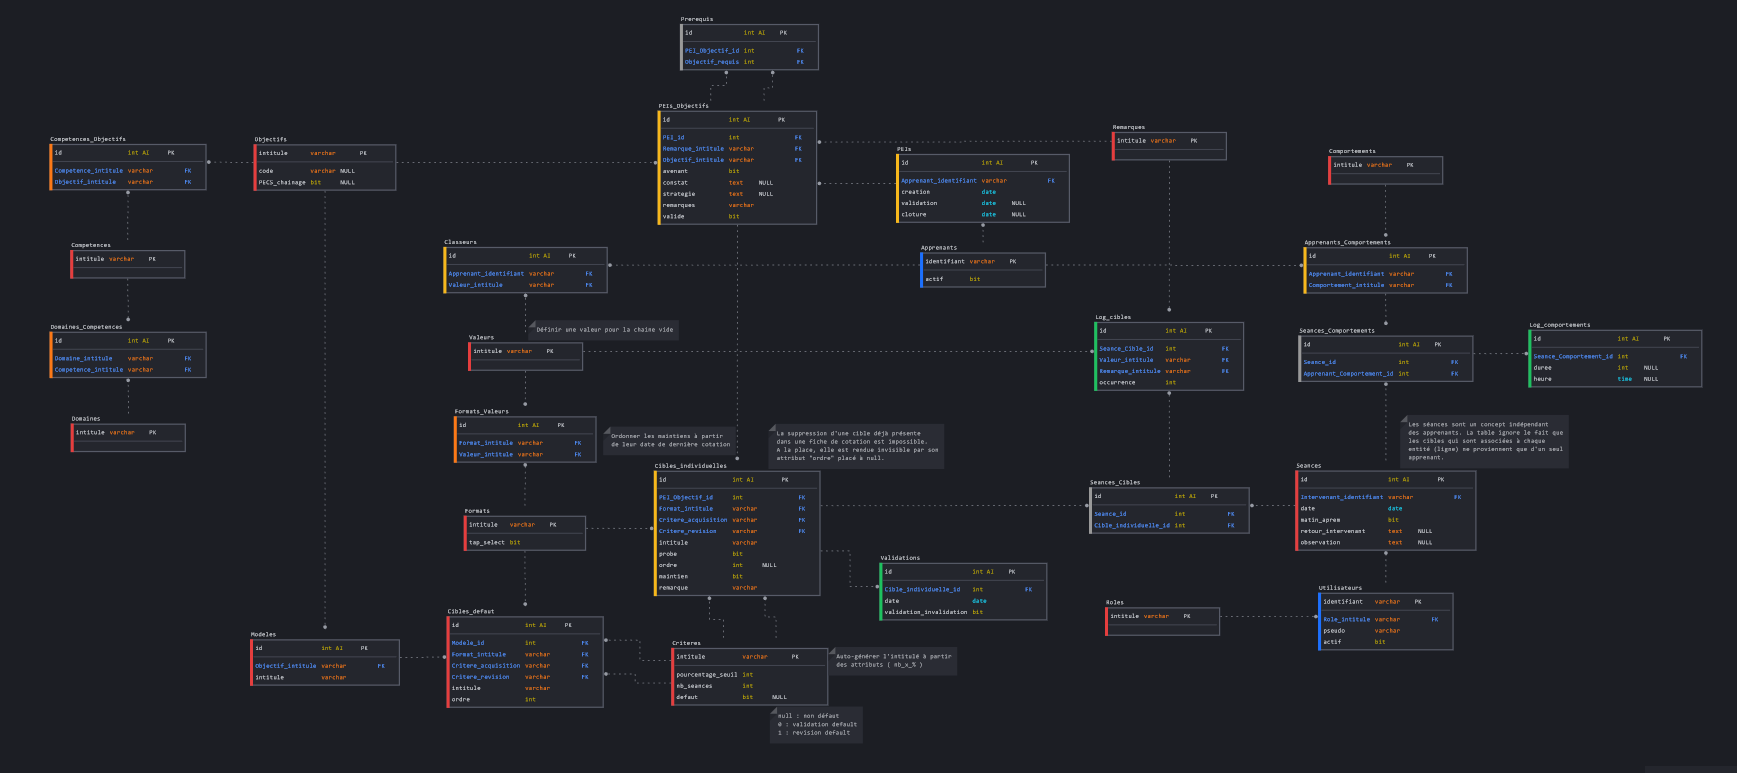 Prerequis
id int AI PK
PEI_Objectif_id int FK
Objectif_requis int FK
PEIs_Objectifs
id int AI PK
PEI_id int FK
Remarque_intitule varchar FK
Objectif_intitule varchar FK
avenant bit
constat text NULL
strategie text NULL
remarques varchar
valide bit
Competences_Objectifs
id int AI PK
Competence_intitule varchar FK
Objectif_intitule varchar FK
Objectifs
intitule varchar PK
code varchar NULL
PECS_chainage bit NULL
Remarques
intitule varchar PK
PEIs
id int AI PK
Apprenant_identifiant varchar FK
creation date
validation date NULL
cloture date NULL
Comportements
intitule varchar PK
Competences
intitule varchar PK
Classeurs
id int AI PK
Apprenant_identifiant varchar FK
Valeur_intitule varchar FK
Apprenants
identifiant varchar PK
actif bit
Apprenants_Comportements
id int AI PK
Apprenant_identifiant varchar FK
Comportement_intitule varchar FK
Domaines_Competences
id int AI PK
Domaine_intitule varchar FK
Competence_intitule varchar FK
Définir une valeur pour la chaine vide
Valeurs
intitule varchar PK
Log_cibles
id int AI PK
Seance_Cible_id int FK
Valeur_intitule varchar FK
Remarque_intitule varchar FK
occurrence int
Seances_Comportements
id int AI PK
Seance_id int FK
Apprenant_Comportement_id int FK
Log_comportements
id int AI PK
Seance_Comportement_id int FK
duree int NULL
heure time NULL
Domaines
intitule varchar PK
Formats_Valeurs
id int AI PK
Format_intitule varchar FK
Valeur_intitule varchar FK
Ordonner les maintiens à partir
de leur date de dernière cotation
La suppression d'une cible déjà présente
dans une fiche de cotation est impossible.
A la place, elle est rendue invisible par son
attribut "ordre" placé à null.
Les séances sont un concept indépendant
des apprenants. La table ignore le fait que
les cibles qui sont associées à chaque
entité (ligne) ne proviennent que d'un seul
apprenant.
Cibles_individuelles
id int AI PK
PEI_Objectif_id int FK
Format_intitule varchar FK
Critere_acquisition varchar FK
Critere_revision varchar FK
intitule varchar
probe bit
ordre int NULL
mainties bit
remarque varchar
Seances_Cibles
id int AI PK
Seance_id int FK
Cible_individuelle_id int FK
Seances
id int AI PK
Intervenant_identifiant varchar FK
date date
matin_aprem bit
retour_intervenant text NULL
observation text NULL
Formats
intitule varchar PK
tap_select bit
Validations
id int AI PK
Cible_individuelle_id int FK
date date
validation_invalidation bit
Utilisateurs
identifiant varchar PK
Role_intitule varchar FK
pseudo varchar
actif bit
Roles
intitule varchar PK
Cibles_defaut
id int AI PK
Modele_id int FK
Format_intitule varchar FK
Critere_acquisition varchar FK
Critere_revision varchar FK
intitule varchar
ordre int
Modeles
id int AI PK
Objectif_intitule varchar FK
intitule varchar
Criteres
intitule varchar PK
pourcentage_seuil int
nb_seances int
defaut bit NULL
Auto-générer l'intitulé à partir
des attributs ( nb_x_% )
null : mon défaut
0 : validation default
1 : revision default